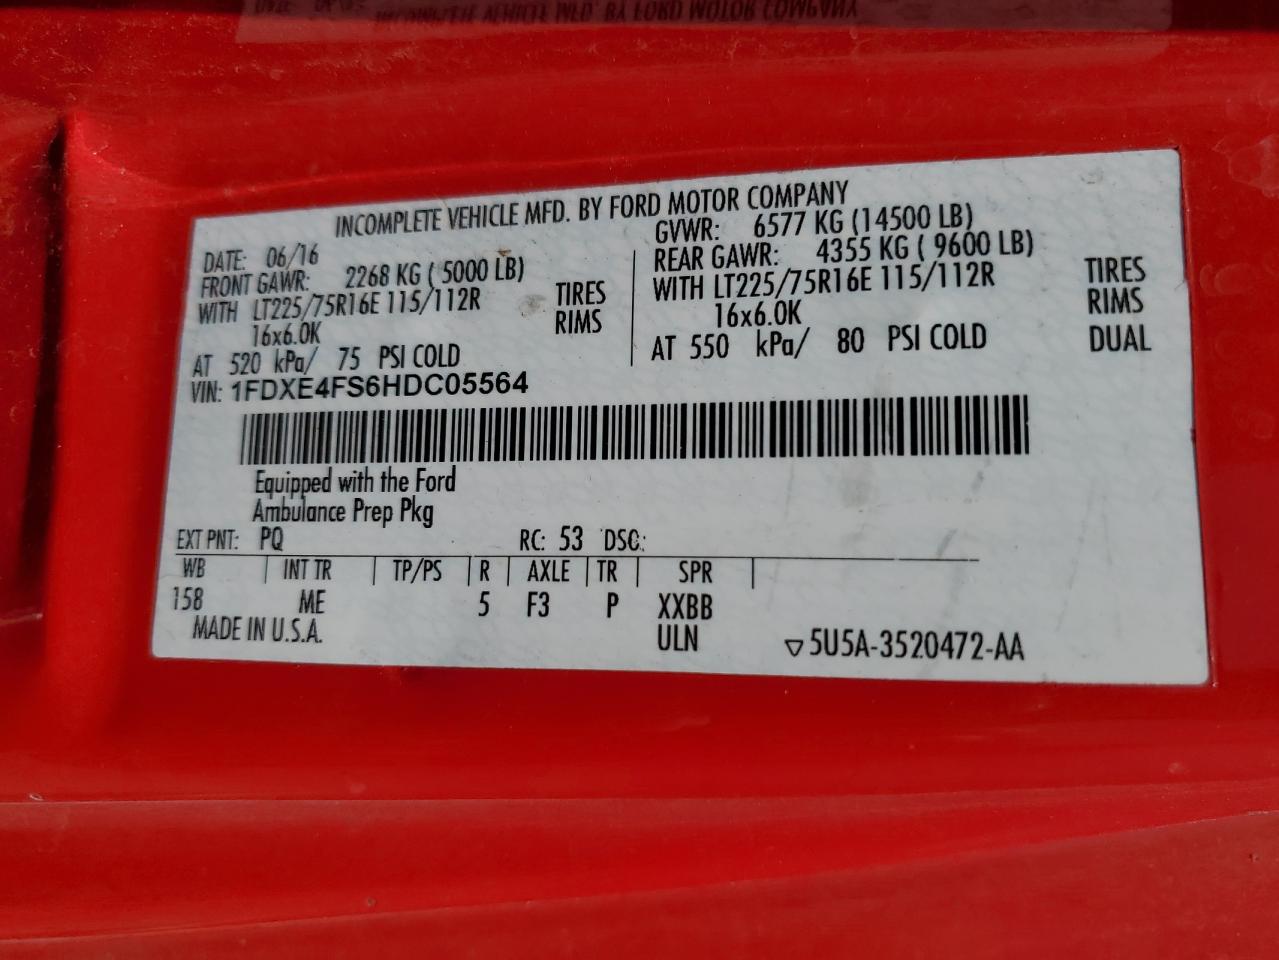 INCOMPLETE VEHICLE MFD. BY FORD MOTOR COMPANY
DATE: 06/16
GVWR: 6577 KG (14500 LB)
FRONT GAWR: 2268 KG ( 5000 LB)
REAR GAWR: 4355 KG ( 9600 LB)
WITH LT225/75R16E 115/112R TIRES
WITH LT225/75R16E 115/112R TIRES
16x6.0K RIMS
16x6.0K RIMS
AT 520 kPa/ 75 PSI COLD
AT 550 kPa/ 80 PSI COLD DUAL
VIN: 1FDXE4FS6HDC05564
Equipped with the Ford
Ambulance Prep Pkg
EXT PNT: PQ RC: 53 DSO:
WB | INT TR | TP/PS | R | AXLE | TR | SPR |
158 ME 5 F3 P XXBB
MADE IN U.S.A. ULN ▽5U5A-3520472-AA